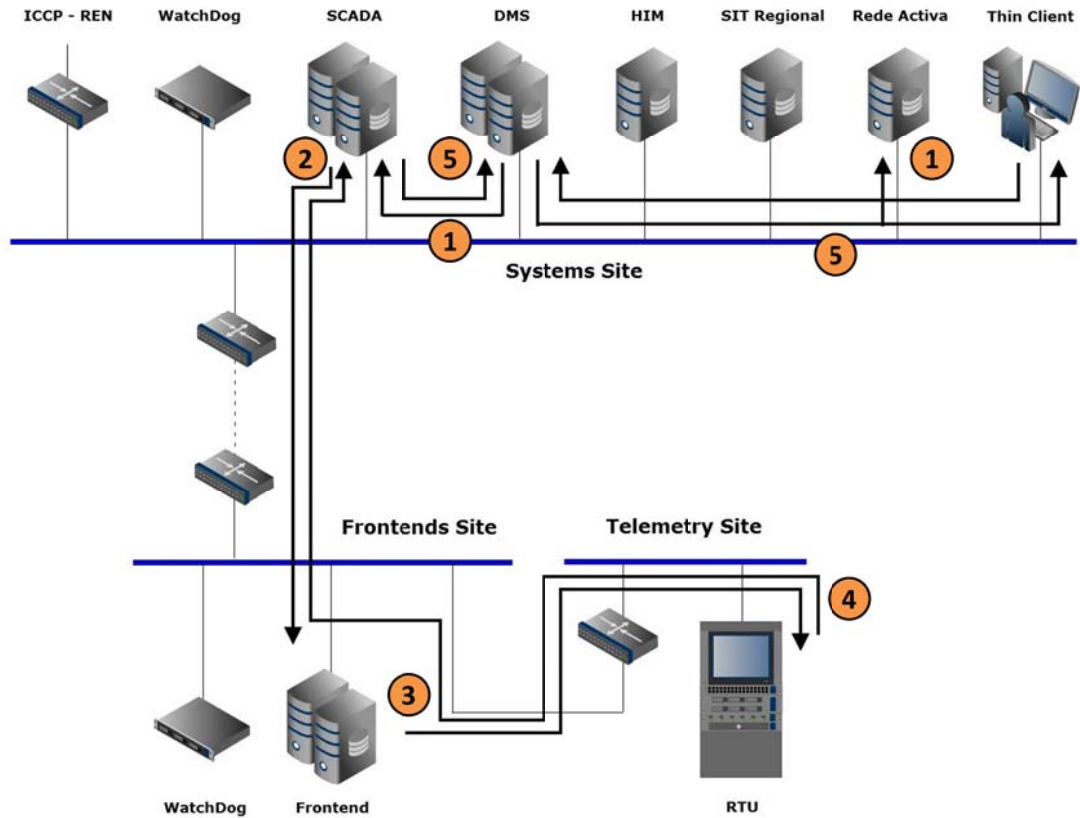 ICCP - REN
WatchDog
SCADA
DMS
HIM
SIT Regional
Rede Activa
Thin Client
2
5
1
1
5
Systems Site
Frontends Site
Telemetry Site
4
3
WatchDog
Frontend
RTU